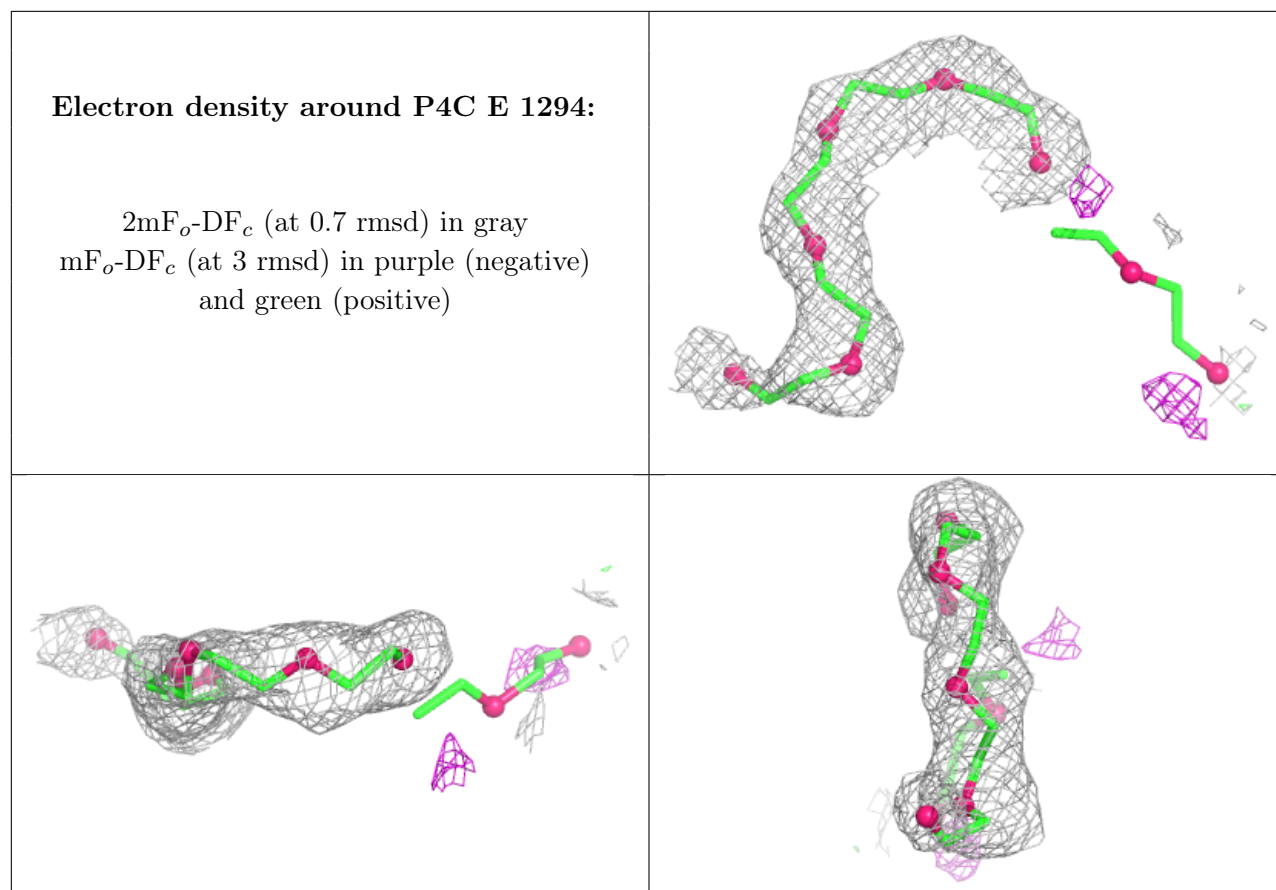 Electron density around P4C E 1294:
2mFₒ-DF𝒸 (at 0.7 rmsd) in gray
mFₒ-DF𝒸 (at 3 rmsd) in purple (negative)
and green (positive)